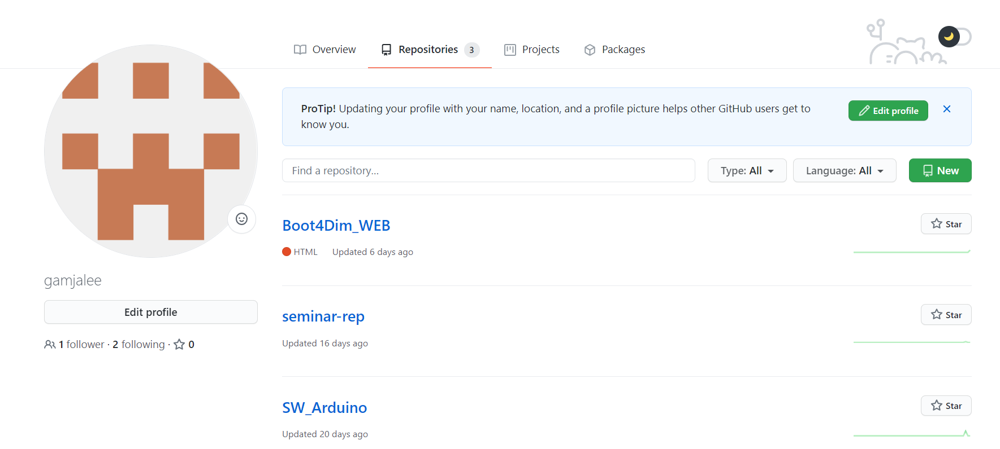 Overview Repositories 3 Projects Packages
ProTip! Updating your profile with your name, location, and a profile picture helps other GitHub users get to
know you.
Edit profile
Find a repository...
Type: All
Language: All
New
Boot4Dim_WEB
Star
HTML Updated 6 days ago
gamjalee
Edit profile
1 follower · 2 following · 0
seminar-rep
Star
Updated 16 days ago
SW_Arduino
Star
Updated 20 days ago